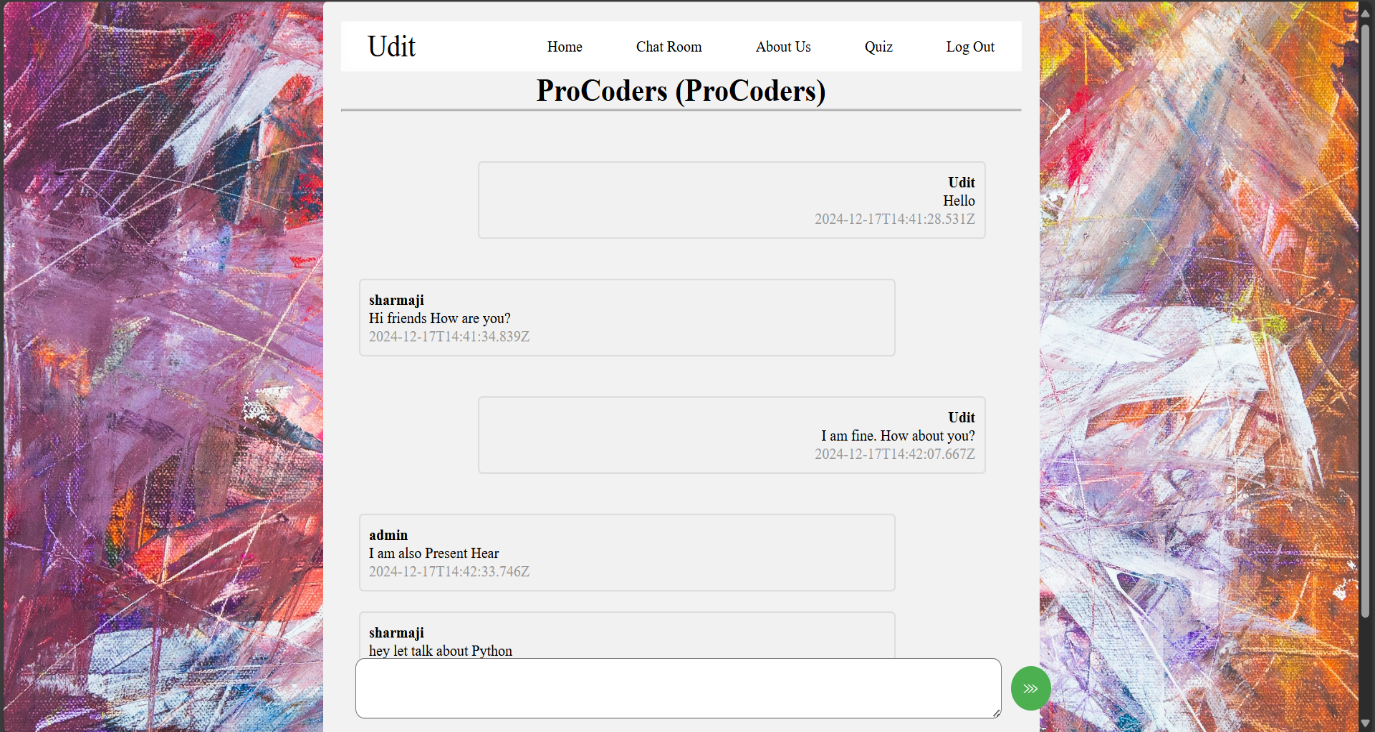 Udit
Home Chat Room About Us Quiz Log Out
ProCoders (ProCoders)
Udit
Hello
2024-12-17T14:41:28.531Z
sharmaji
Hi friends How are you?
2024-12-17T14:41:34.839Z
Udit
I am fine. How about you?
2024-12-17T14:42:07.667Z
admin
I am also Present Hear
2024-12-17T14:42:33.746Z
sharmaji
hey let talk about Python